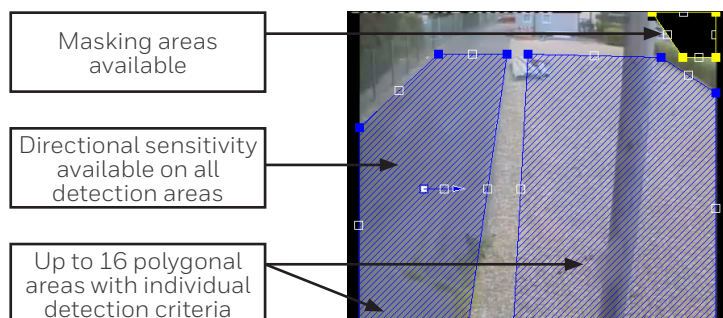 Masking areas
available
Directional sensitivity
available on all
detection areas
Up to 16 polygonal
areas with individual
detection criteria